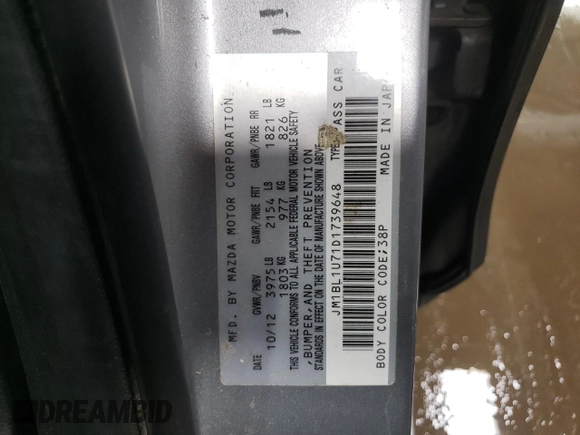 MFD. BY MAZDA MOTOR CORPORATION
DATE GVWR/PNBV GAWR/PNBE FRT GAWR/PNBE RR
10/12 3975 LB 2154 LB 1821 LB
1803 KG 977 KG 826 KG
THIS VEHICLE CONFORMS TO ALL APPLICABLE FEDERAL MOTOR VEHICLE SAFETY
,BUMPER,AND THEFT PREVENTION
STANDARDS IN EFFECT ON THE DATE OF MANUFACTURE SHOWN ABOVE.
JM1BL1U71D1739648 TYPE: ASS CAR
BODY COLOR CODE;38P MADE IN JAP
DREAMBID